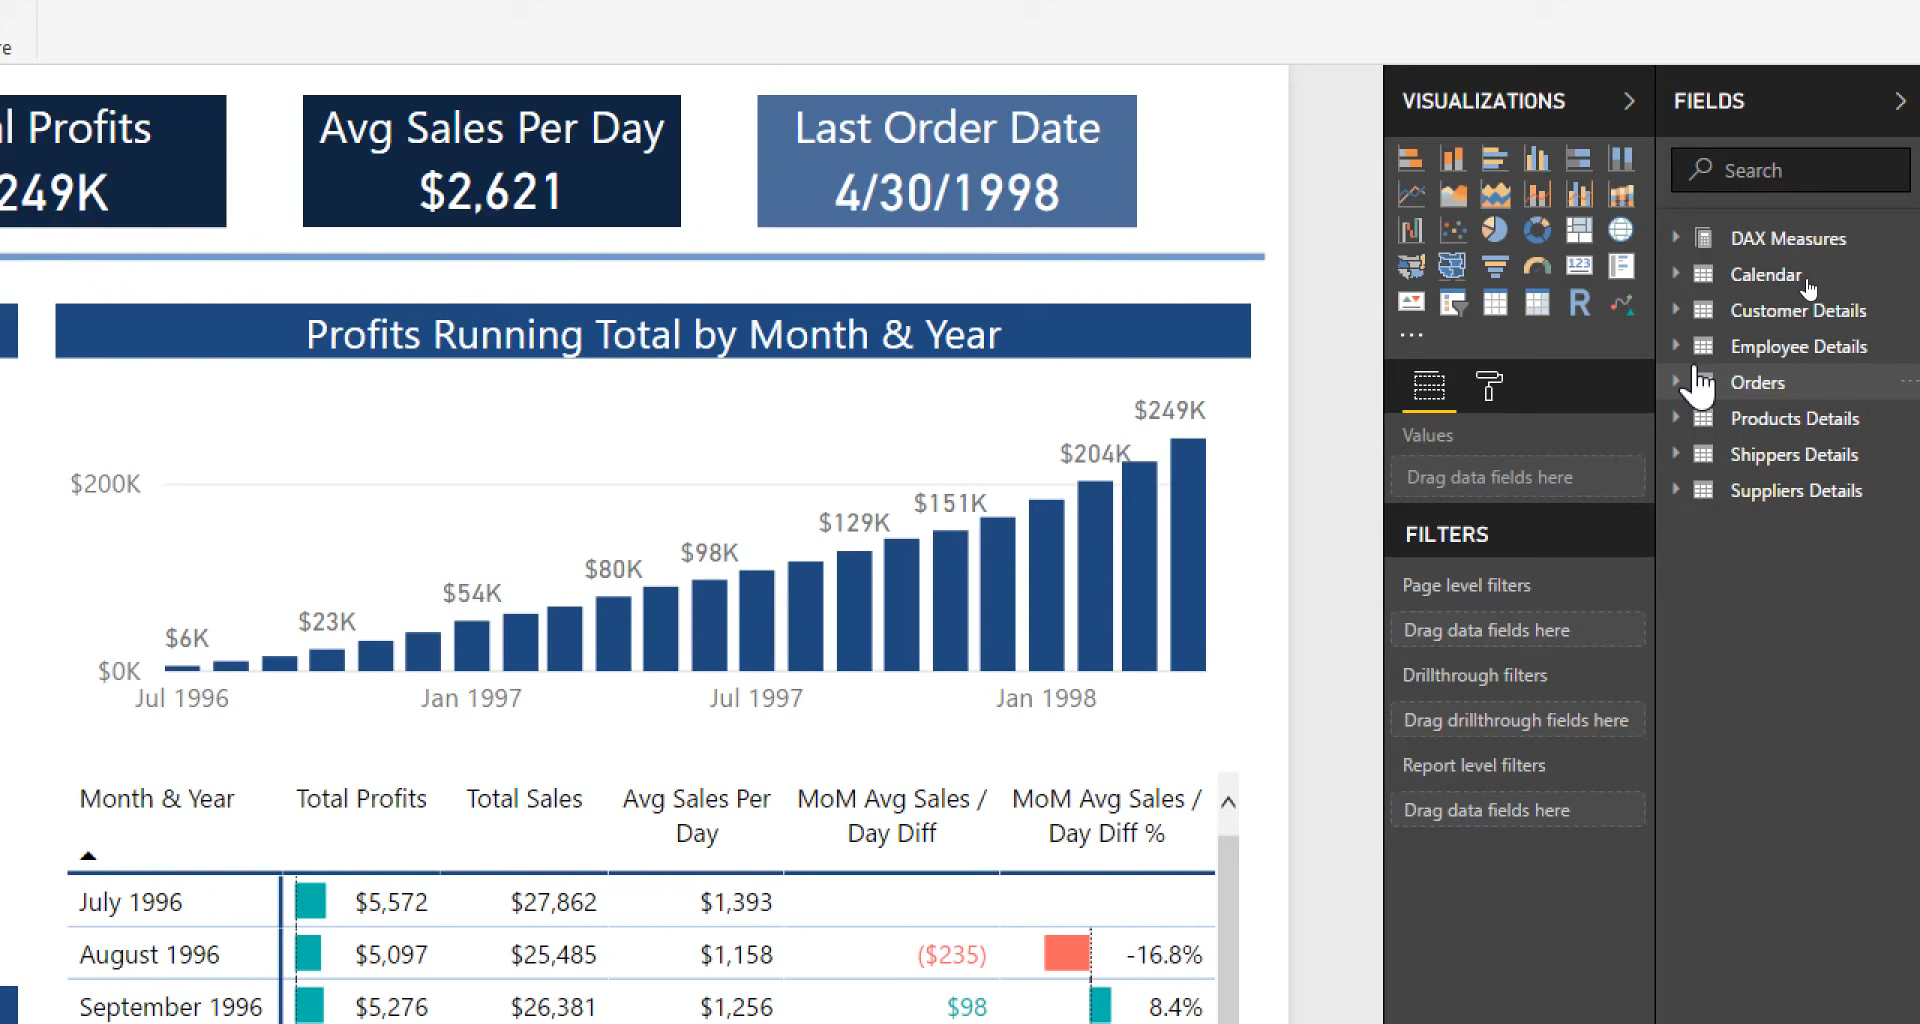 re
l Profits
249K
Avg Sales Per Day
$2,621
Last Order Date
4/30/1998
Profits Running Total by Month & Year
$249K
$204K
$151K
$129K
$98K
$80K
$54K
$23K
$6K
$200K
$0K
Jul 1996
Jan 1997
Jul 1997
Jan 1998
Month & Year
Total Profits
Total Sales
Avg Sales Per
Day
MoM Avg Sales /
Day Diff
MoM Avg Sales /
Day Diff %
July 1996 $5,572 $27,862 $1,393
August 1996 $5,097 $25,485 $1,158 ($235) -16.8%
September 1996 $5,276 $26,381 $1,256 $98 8.4%
VISUALIZATIONS
123
R
Values
Drag data fields here
FILTERS
Page level filters
Drag data fields here
Drillthrough filters
Drag drillthrough fields here
Report level filters
Drag data fields here
FIELDS
Search
DAX Measures
Calendar
Customer Details
Employee Details
Orders
Products Details
Shippers Details
Suppliers Details